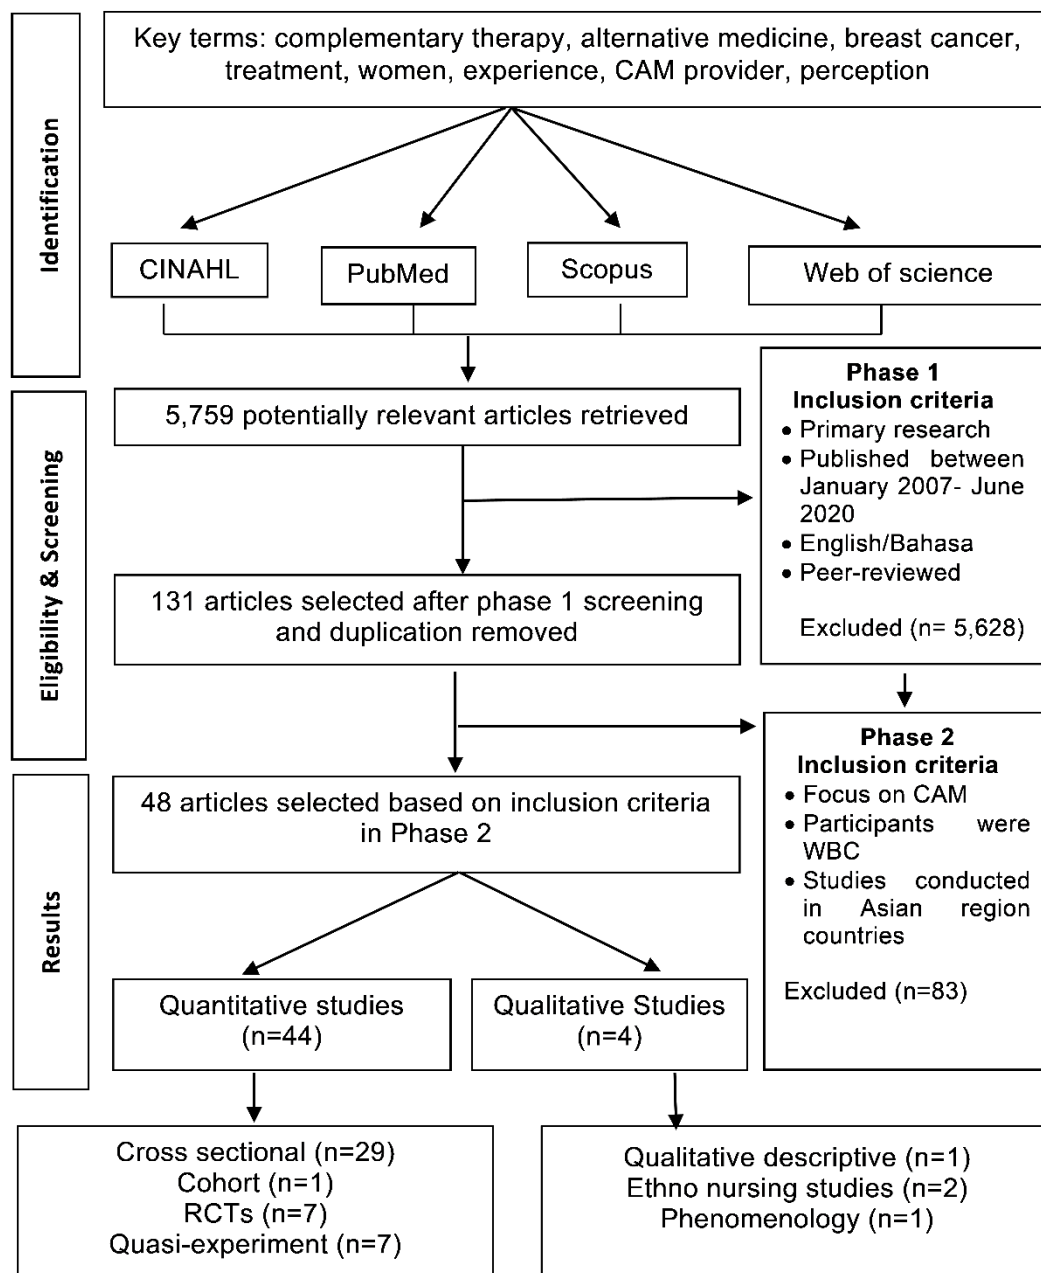 Key terms: complementary therapy, alternative medicine, breast cancer,
treatment, women, experience, CAM provider, perception
Identification
CINAHL
PubMed
Scopus
Web of science
5,759 potentially relevant articles retrieved
Phase 1
Inclusion criteria
• Primary research
• Published between
January 2007- June
2020
• English/Bahasa
• Peer-reviewed
Excluded (n= 5,628)
Eligibility & Screening
131 articles selected after phase 1 screening
and duplication removed
Phase 2
Inclusion criteria
• Focus on CAM
• Participants were
WBC
• Studies conducted
in Asian region
countries
Excluded (n=83)
48 articles selected based on inclusion criteria
in Phase 2
Results
Quantitative studies
(n=44)
Qualitative Studies
(n=4)
Cross sectional (n=29)
Cohort (n=1)
RCTs (n=7)
Quasi-experiment (n=7)
Qualitative descriptive (n=1)
Ethno nursing studies (n=2)
Phenomenology (n=1)